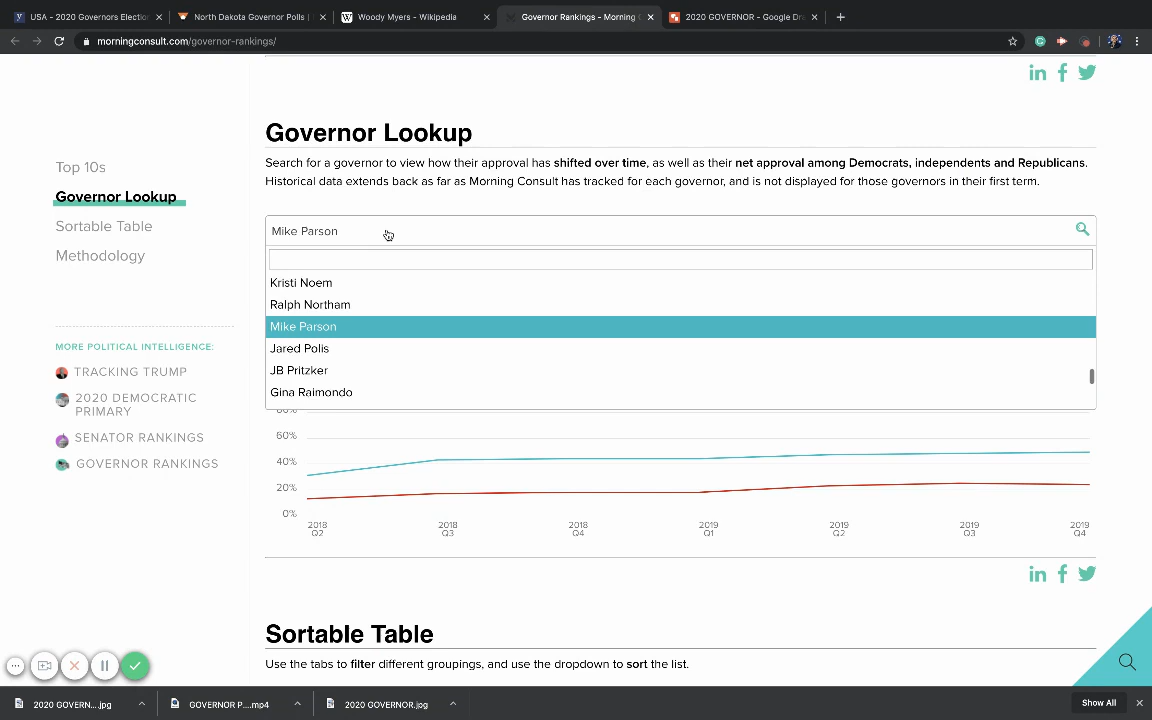 USA - 2020 Governors Election
North Dakota Governor Polls |
Woody Myers - Wikipedia
Governor Rankings - Morning C
2020 GOVERNOR - Google Dra
morningconsult.com/governor-rankings/
Governor Lookup
Search for a governor to view how their approval has shifted over time, as well as their net approval among Democrats, independents and Republicans.
Historical data extends back as far as Morning Consult has tracked for each governor, and is not displayed for those governors in their first term.
Top 10s
Governor Lookup
Sortable Table
Methodology
MORE POLITICAL INTELLIGENCE:
TRACKING TRUMP
2020 DEMOCRATIC
PRIMARY
SENATOR RANKINGS
GOVERNOR RANKINGS
Mike Parson
Kristi Noem
Ralph Northam
Mike Parson
Jared Polis
JB Pritzker
Gina Raimondo
80%
60%
40%
20%
0%
2018 Q2
2018 Q3
2018 Q4
2019 Q1
2019 Q2
2019 Q3
2019 Q4
Sortable Table
Use the tabs to filter different groupings, and use the dropdown to sort the list.
2020 GOVERN....jpg
GOVERNOR P....mp4
2020 GOVERNOR.jpg
Show All